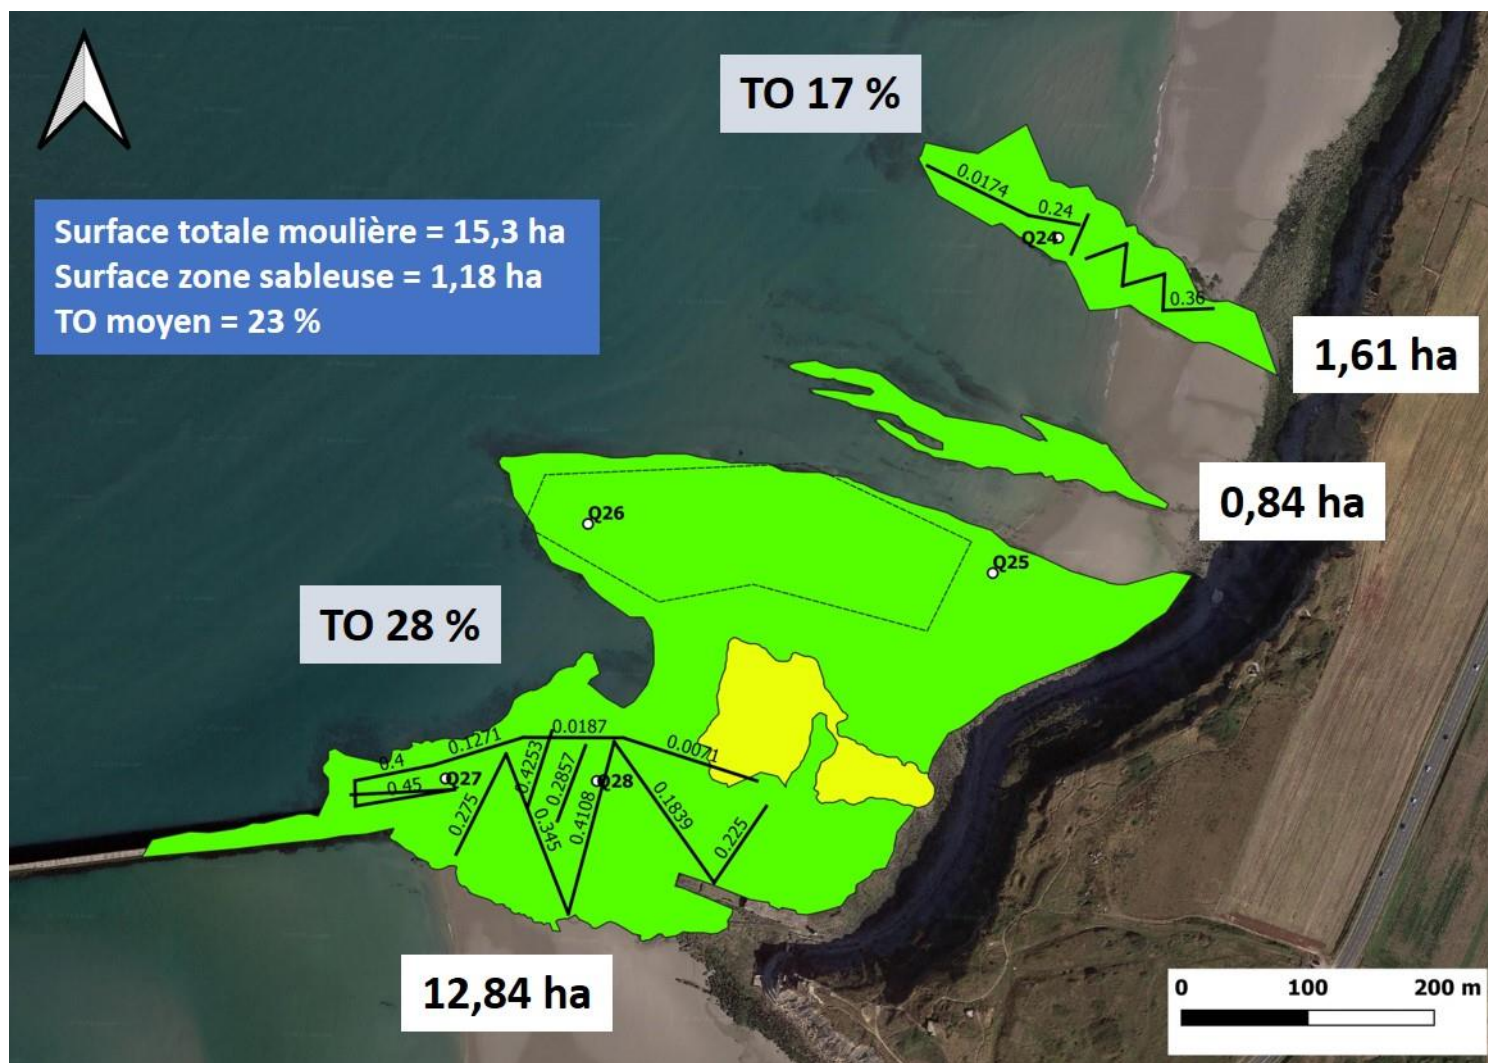 TO 17 %
Surface totale moulière = 15,3 ha
Surface zone sableuse = 1,18 ha
TO moyen = 23 %
0.0174
0.24
Q24
0.36
1,61 ha
0,84 ha
Q26
Q25
TO 28 %
0.0187
0.1271
0.0071
0.4
0.4253
0.2857
Q27
Q28
0.45
0.275
0.345
0.4108
0.1839
0.225
12,84 ha
0 100 200 m